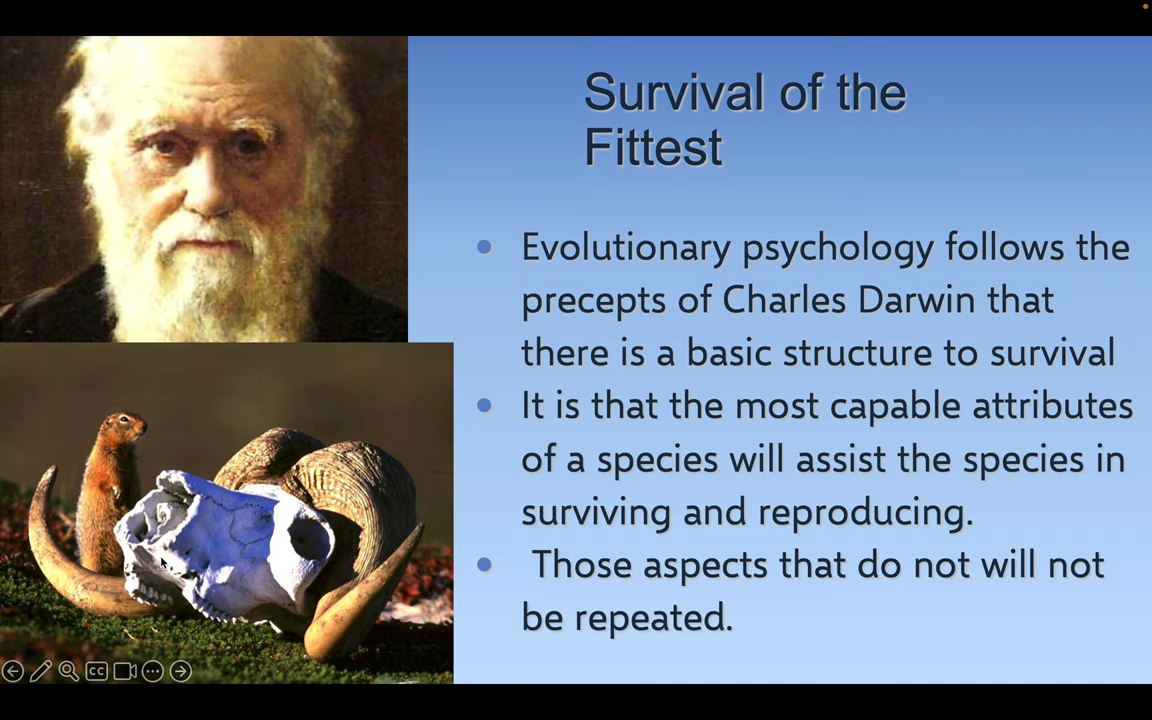 Survival of the
Fittest
Evolutionary psychology follows the
precepts of Charles Darwin that
there is a basic structure to survival
It is that the most capable attributes
of a species will assist the species in
surviving and reproducing.
Those aspects that do not will not
be repeated.
CC